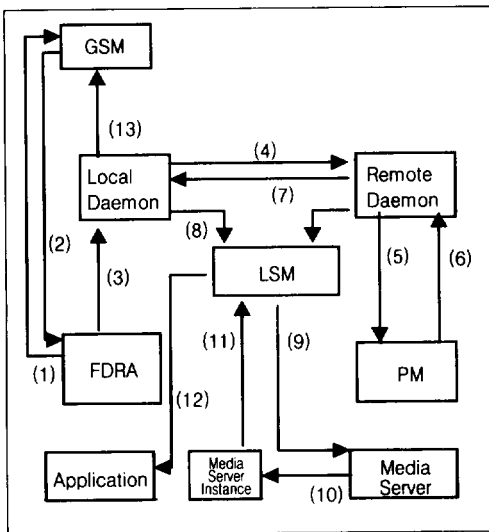 GSM
(13)
(4)
Local
Daemon
Remote
Daemon
(7)
(8)
(2)
(3)
(5)
(6)
LSM
(11)
(9)
(1)
FDRA
(12)
PM
Application
Media
Server
Instance
(10)
Media
Server